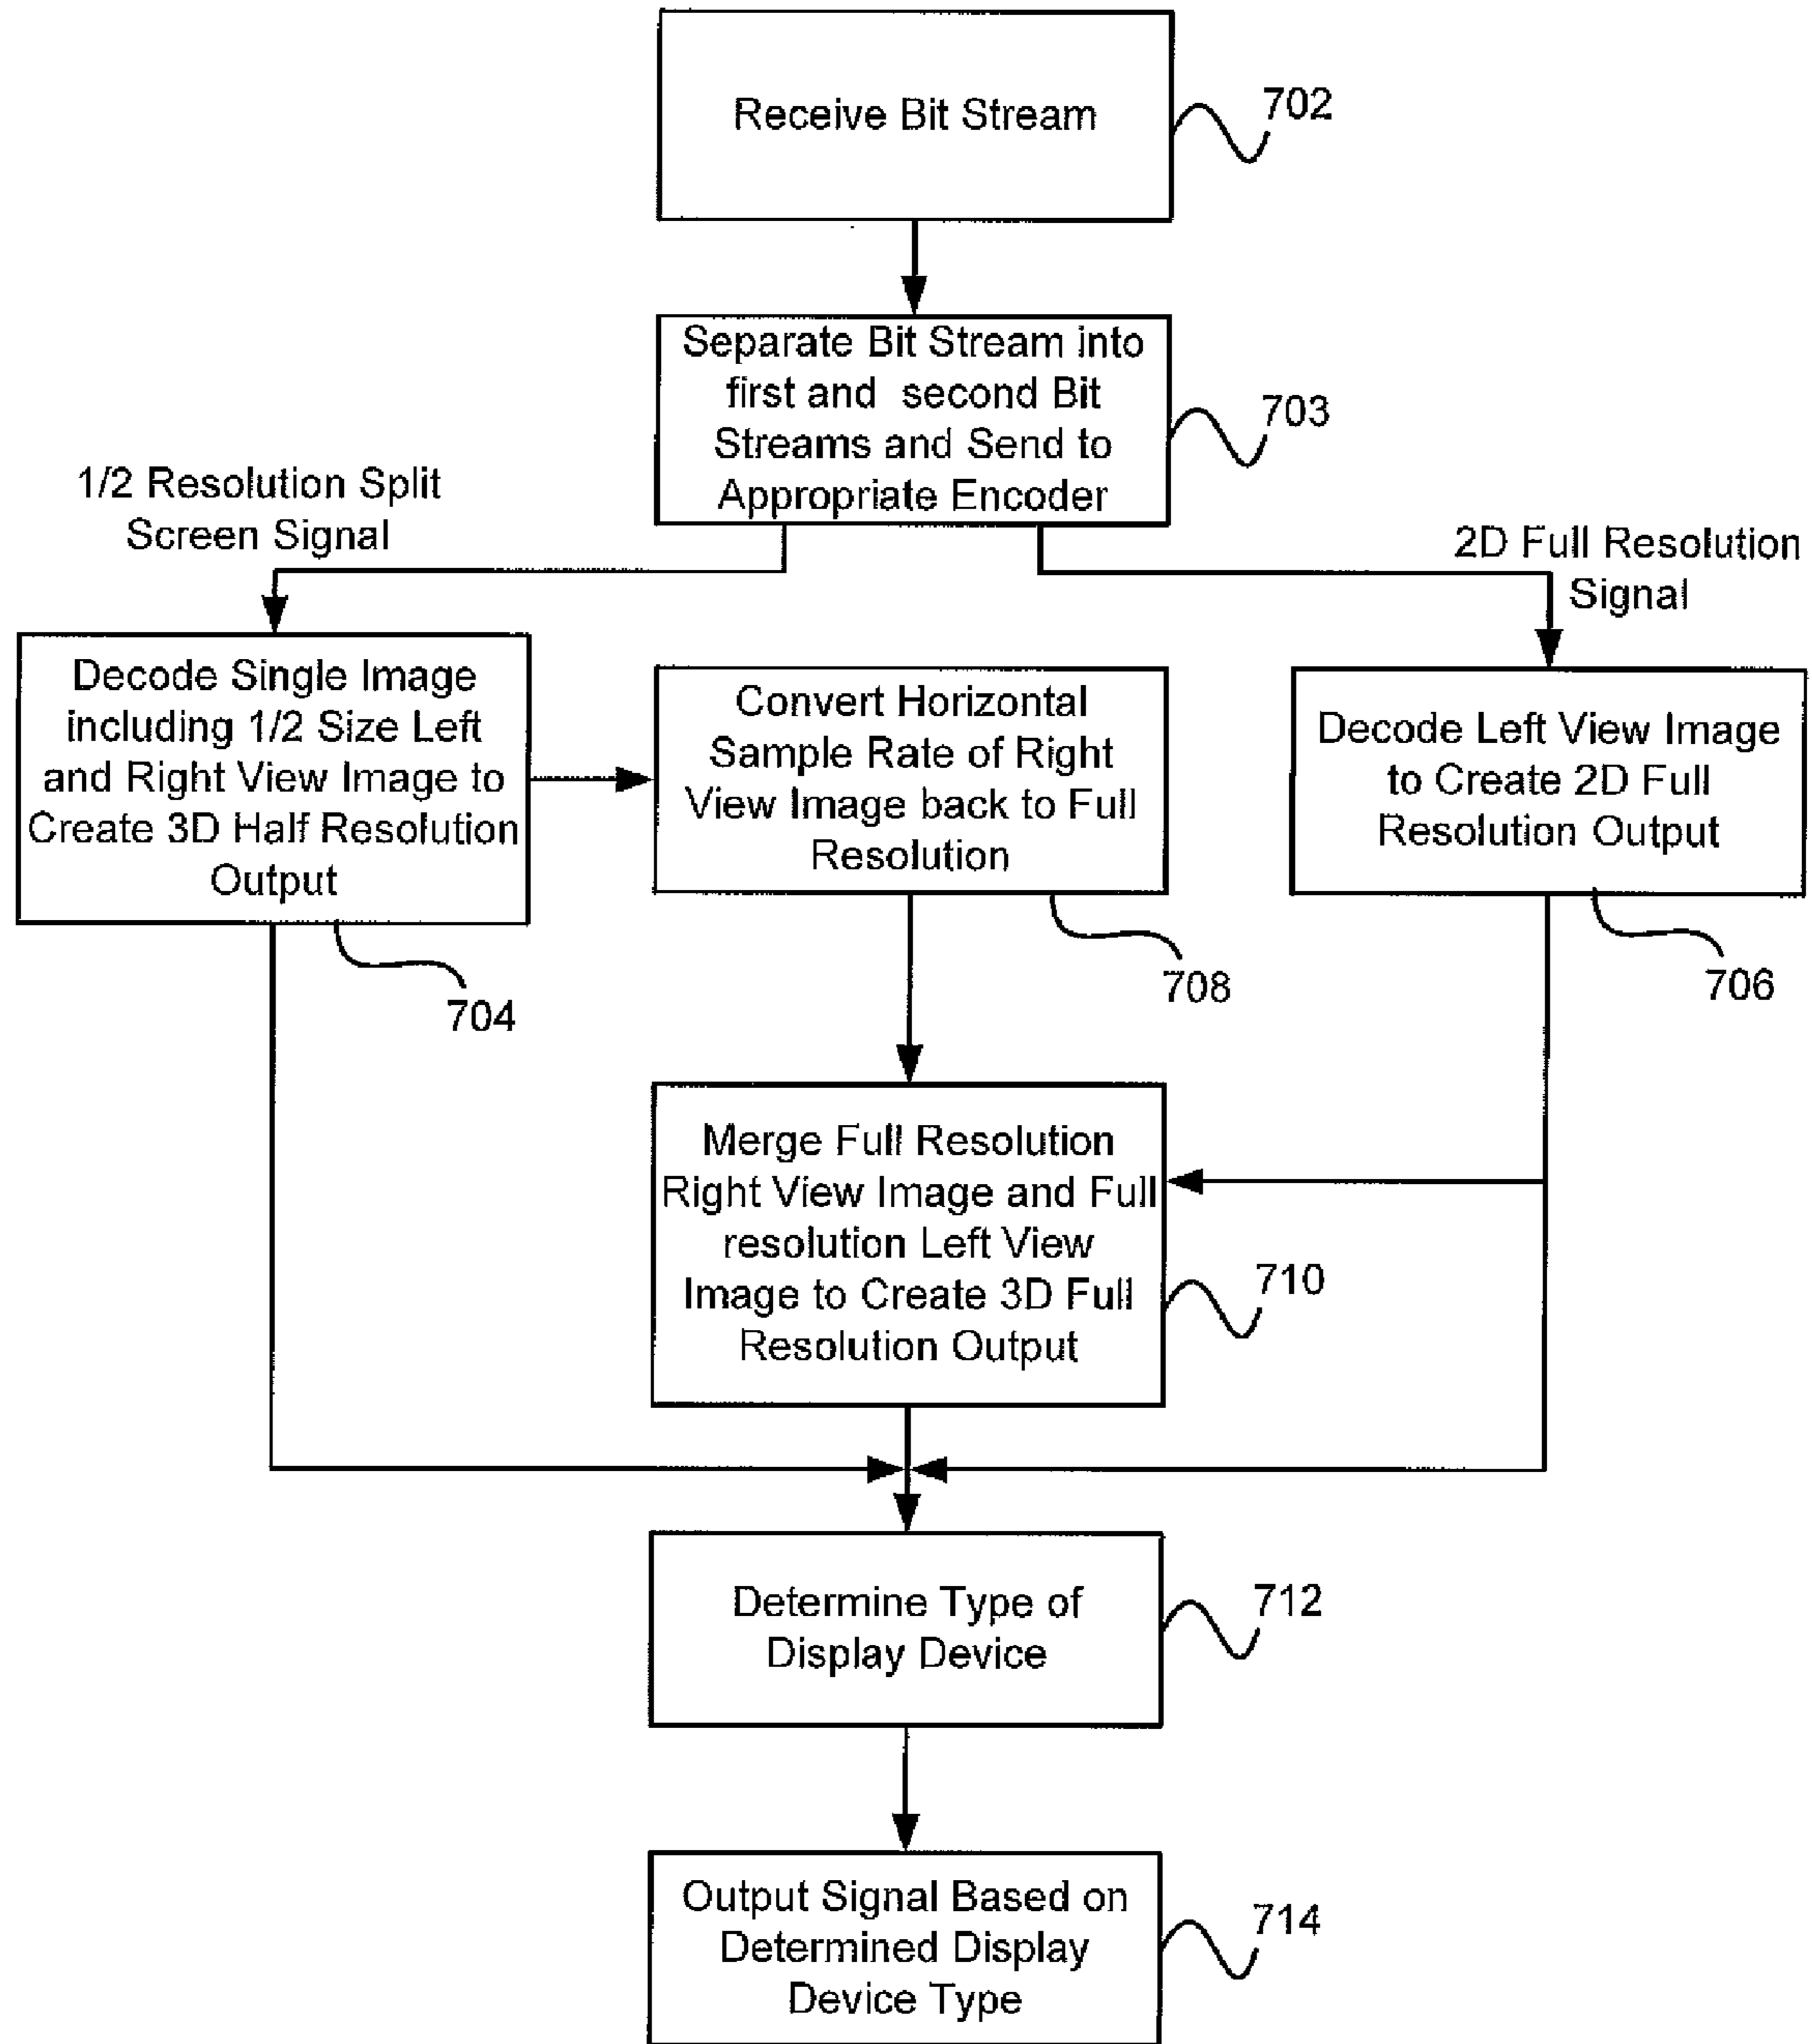 Receive Bit Stream
702
Separate Bit Stream into
first and second Bit
Streams and Send to
Appropriate Encoder
703
1/2 Resolution Split
Screen Signal
2D Full Resolution
Signal
Decode Single Image
including 1/2 Size Left
and Right View Image to
Create 3D Half Resolution
Output
704
Convert Horizontal
Sample Rate of Right
View Image back to Full
Resolution
708
Decode Left View Image
to Create 2D Full
Resolution Output
706
Merge Full Resolution
Right View Image and Full
resolution Left View
Image to Create 3D Full
Resolution Output
710
Determine Type of
Display Device
712
Output Signal Based on
Determined Display
Device Type
714